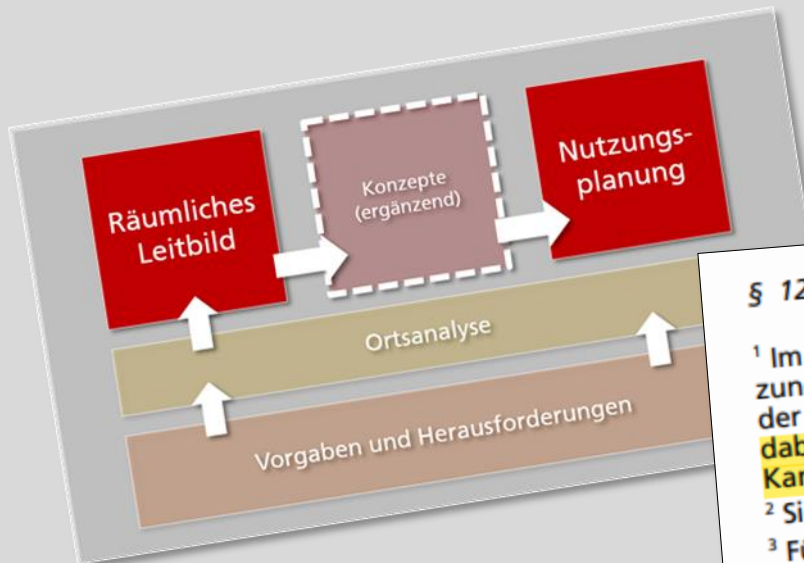 Räumliches
Leitbild
Konzepte
(ergänzend)
Nutzungs-
planung
Ortsanalyse
Vorgaben und Herausforderungen
§ 12
¹ Im
zun
der
dab
Kan
² Si
³ Fü